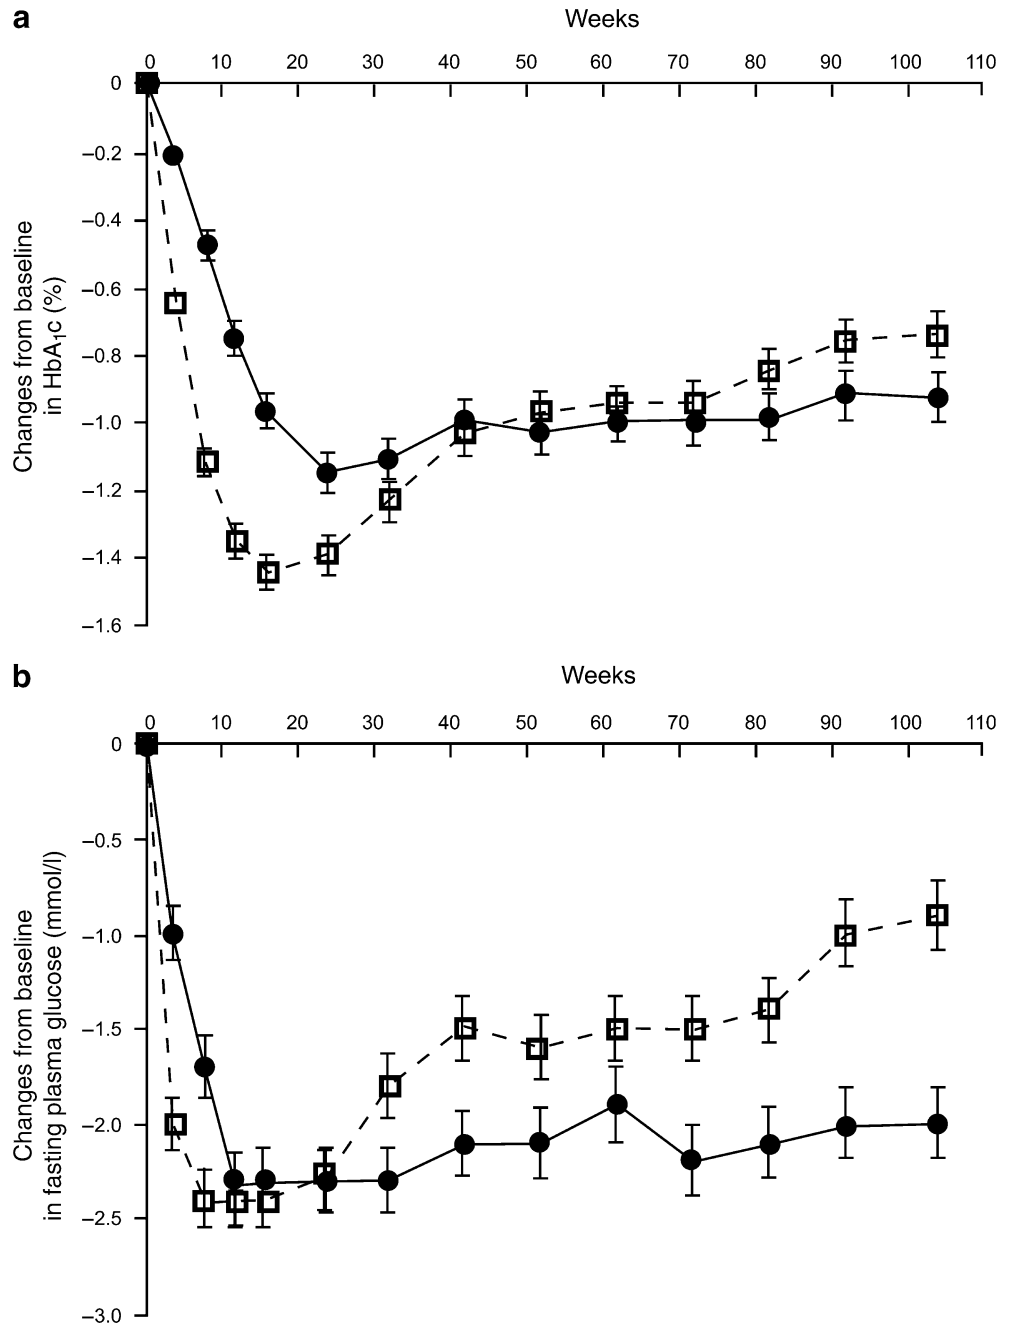 a
Weeks
0 10 20 30 40 50 60 70 80 90 100 110
0
–0.2
–0.4
–0.6
–0.8
–1.0
–1.2
–1.4
–1.6
Changes from baseline
in HbA1c (%)
b
Weeks
0 10 20 30 40 50 60 70 80 90 100 110
0
–0.5
–1.0
–1.5
–2.0
–2.5
–3.0
Changes from baseline
in fasting plasma glucose (mmol/l)